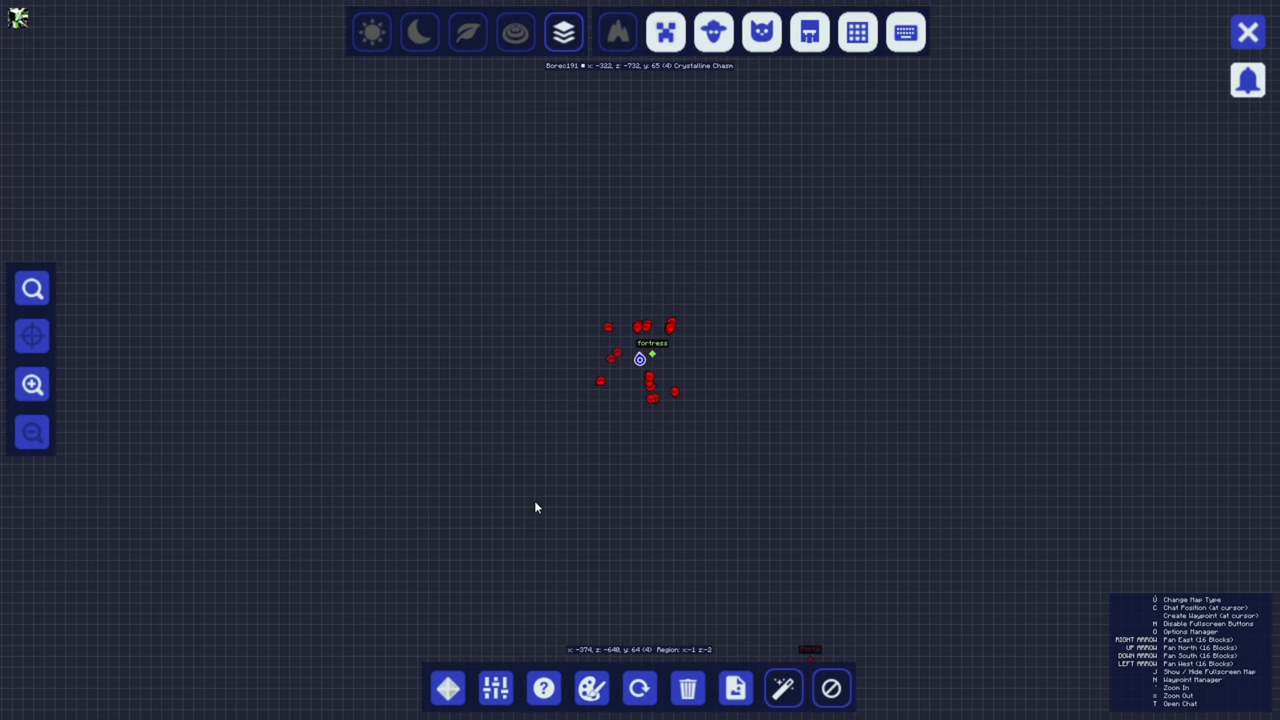 Borec191 ■ x: -322, z: -732, y: 65 (4) Crystalline Chasm
fortress
x: -374, z: -640, y: 64 (4) Region: x:-1 z:-2
Ú Change Map Type
C Chat Position (at cursor)
Create Waypoint (at cursor)
M Disable Fullscreen Buttons
O Options Manager
RIGHT ARROW Pan East (16 Blocks)
UP ARROW Pan North (16 Blocks)
DOWN ARROW Pan South (16 Blocks)
LEFT ARROW Pan West (16 Blocks)
J Show / Hide Fullscreen Map
N Waypoint Manager
Zoom In
= Zoom Out
T Open Chat